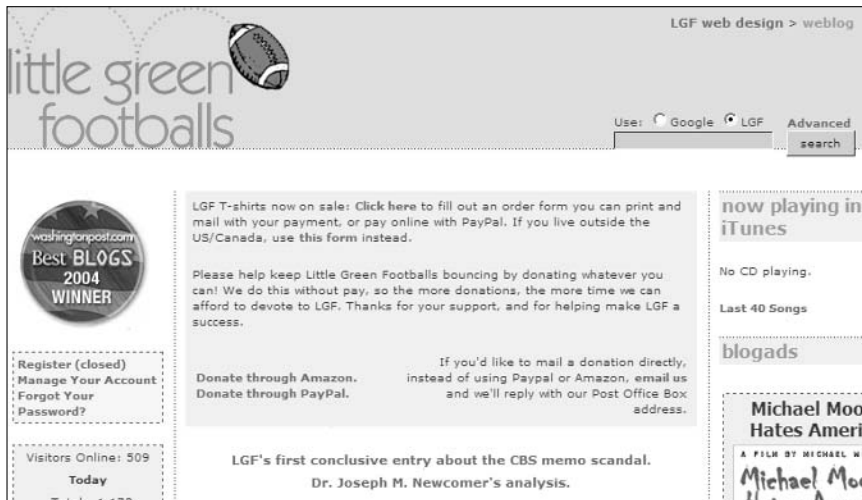 LGF web design > weblog
little green
footballs
Use: Google LGF Advanced
search
washingtonpost.com
Best BLOGS
2004
WINNER
Register (closed)
Manage Your Account
Forgot Your
Password?
Visitors Online: 509
Today
LGF T-shirts now on sale: Click here to fill out an order form you can print and
mail with your payment, or pay online with PayPal. If you live outside the
US/Canada, use this form instead.
Please help keep Little Green Footballs bouncing by donating whatever you
can! We do this without pay, so the more donations, the more time we can
afford to devote to LGF. Thanks for your support, and for helping make LGF a
success.
Donate through Amazon.
Donate through PayPal.
If you'd like to mail a donation directly,
instead of using Paypal or Amazon, email us
and we'll reply with our Post Office Box
address.
LGF's first conclusive entry about the CBS memo scandal.
Dr. Joseph M. Newcomer's analysis.
now playing in
iTunes
No CD playing.
Last 40 Songs
blogads
Michael Moo
Hates Ameri
A FILM BY MICHAEL
Michael Moo